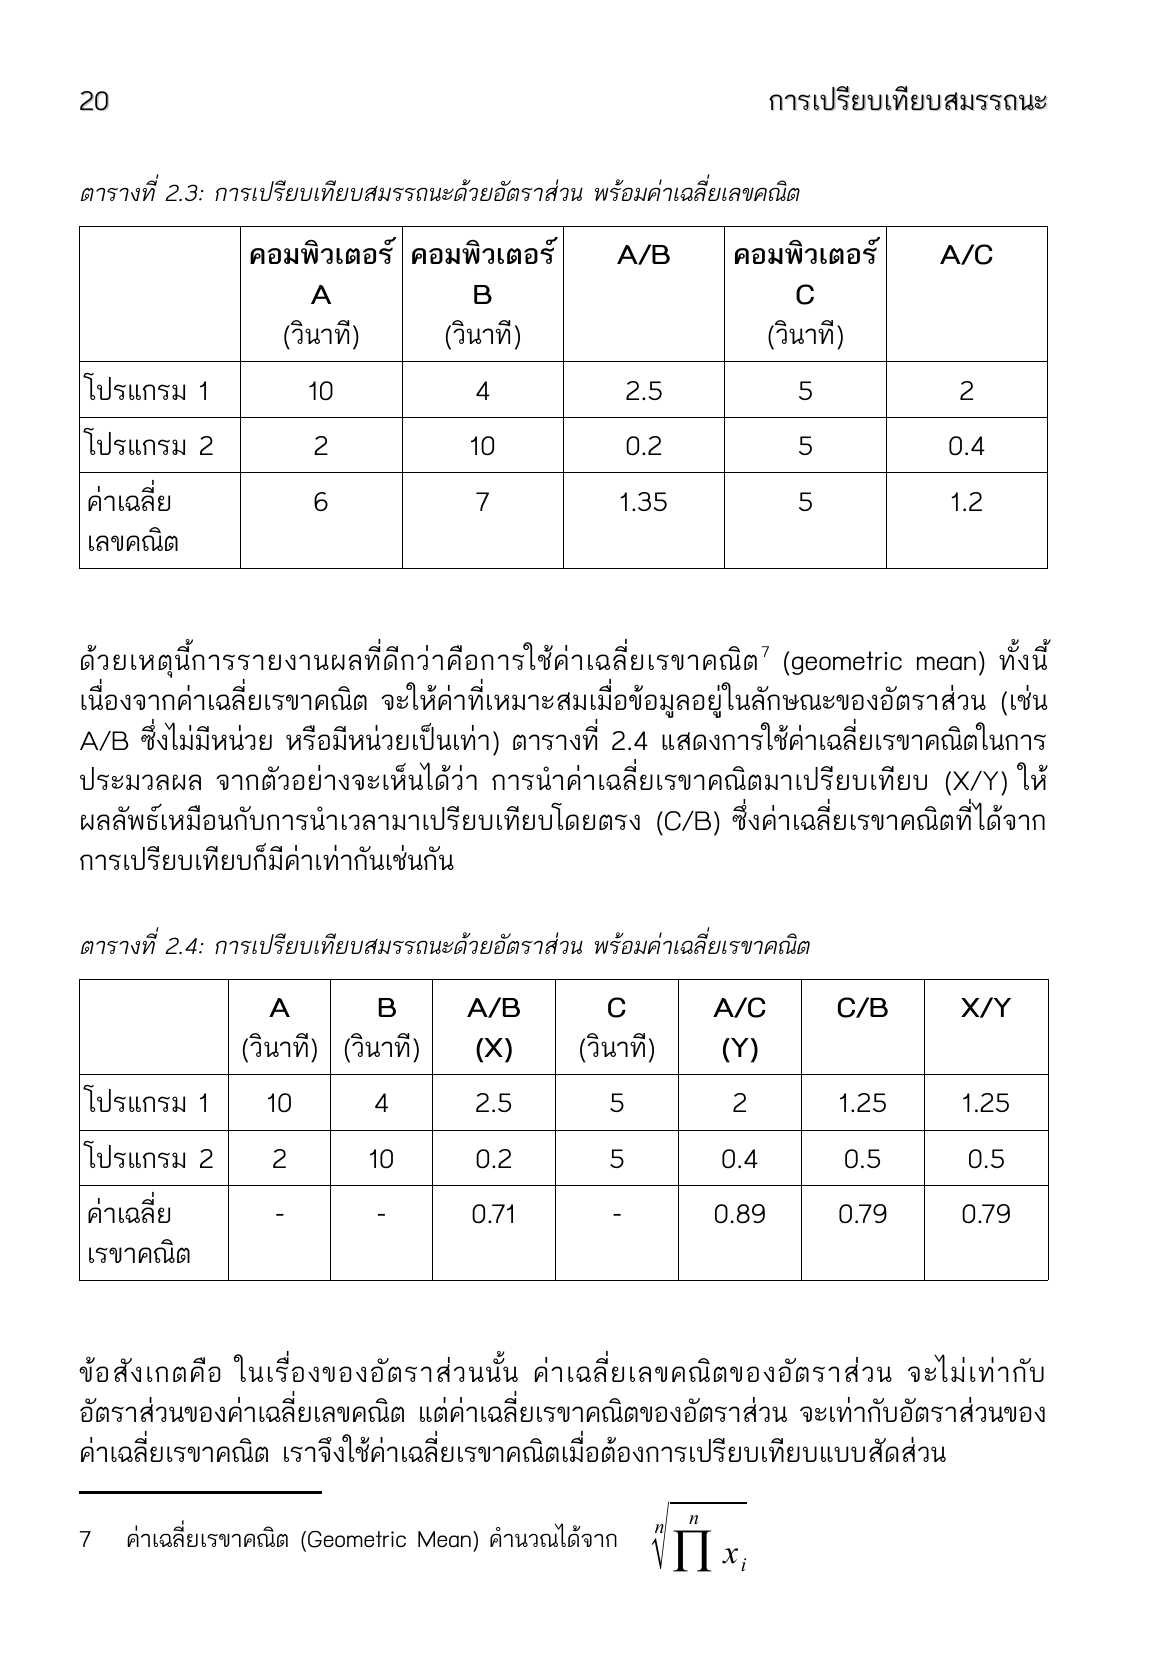 20 การเปรียบเทียบสมรรถนะ
ตารางที่ 2.3: การเปรียบเทียบสมรรถนะด้วยอัตราส่วน พร้อมค่าเฉลี่ยเลขคณิต
คอมพิวเตอร์ คอมพิวเตอร์ A/B คอมพิวเตอร์ A/C
A B C
(วินาที) (วินาที) (วินาที)
โปรแกรม 1 10 4 2.5 5 2
โปรแกรม 2 2 10 0.2 5 0.4
ค่าเฉลี่ย 6 7 1.35 5 1.2
เลขคณิต
ด้วยเหตุนี้การรายงานผลที่ดีกว่าคือการใช้ค่าเฉลี่ยเรขาคณิต7 (geometric mean) ทั้งนี้
เนื่องจากค่าเฉลี่ยเรขาคณิต จะให้ค่าที่เหมาะสมเมื่อข้อมูลอยู่ในลักษณะของอัตราส่วน (เช่น
A/B ซึ่งไม่มีหน่วย หรือมีหน่วยเป็นเท่า) ตารางที่ 2.4 แสดงการใช้ค่าเฉลี่ยเรขาคณิตในการ
ประมวลผล จากตัวอย่างจะเห็นได้ว่า การนำค่าเฉลี่ยเรขาคณิตมาเปรียบเทียบ (X/Y) ให้
ผลลัพธ์เหมือนกับการนำเวลามาเปรียบเทียบโดยตรง (C/B) ซึ่งค่าเฉลี่ยเรขาคณิตที่ได้จาก
การเปรียบเทียบก็มีค่าเท่ากันเช่นกัน
ตารางที่ 2.4: การเปรียบเทียบสมรรถนะด้วยอัตราส่วน พร้อมค่าเฉลี่ยเรขาคณิต
A B A/B C A/C C/B X/Y
(วินาที) (วินาที) (X) (วินาที) (Y)
โปรแกรม 1 10 4 2.5 5 2 1.25 1.25
โปรแกรม 2 2 10 0.2 5 0.4 0.5 0.5
ค่าเฉลี่ย - - 0.71 - 0.89 0.79 0.79
เรขาคณิต
ข้อสังเกตคือ ในเรื่องของอัตราส่วนนั้น ค่าเฉลี่ยเลขคณิตของอัตราส่วน จะไม่เท่ากับ
อัตราส่วนของค่าเฉลี่ยเลขคณิต แต่ค่าเฉลี่ยเรขาคณิตของอัตราส่วน จะเท่ากับอัตราส่วนของ
ค่าเฉลี่ยเรขาคณิต เราจึงใช้ค่าเฉลี่ยเรขาคณิตเมื่อต้องการเปรียบเทียบแบบสัดส่วน
7 ค่าเฉลี่ยเรขาคณิต (Geometric Mean) คำนวณได้จาก n√ n ∏ xi